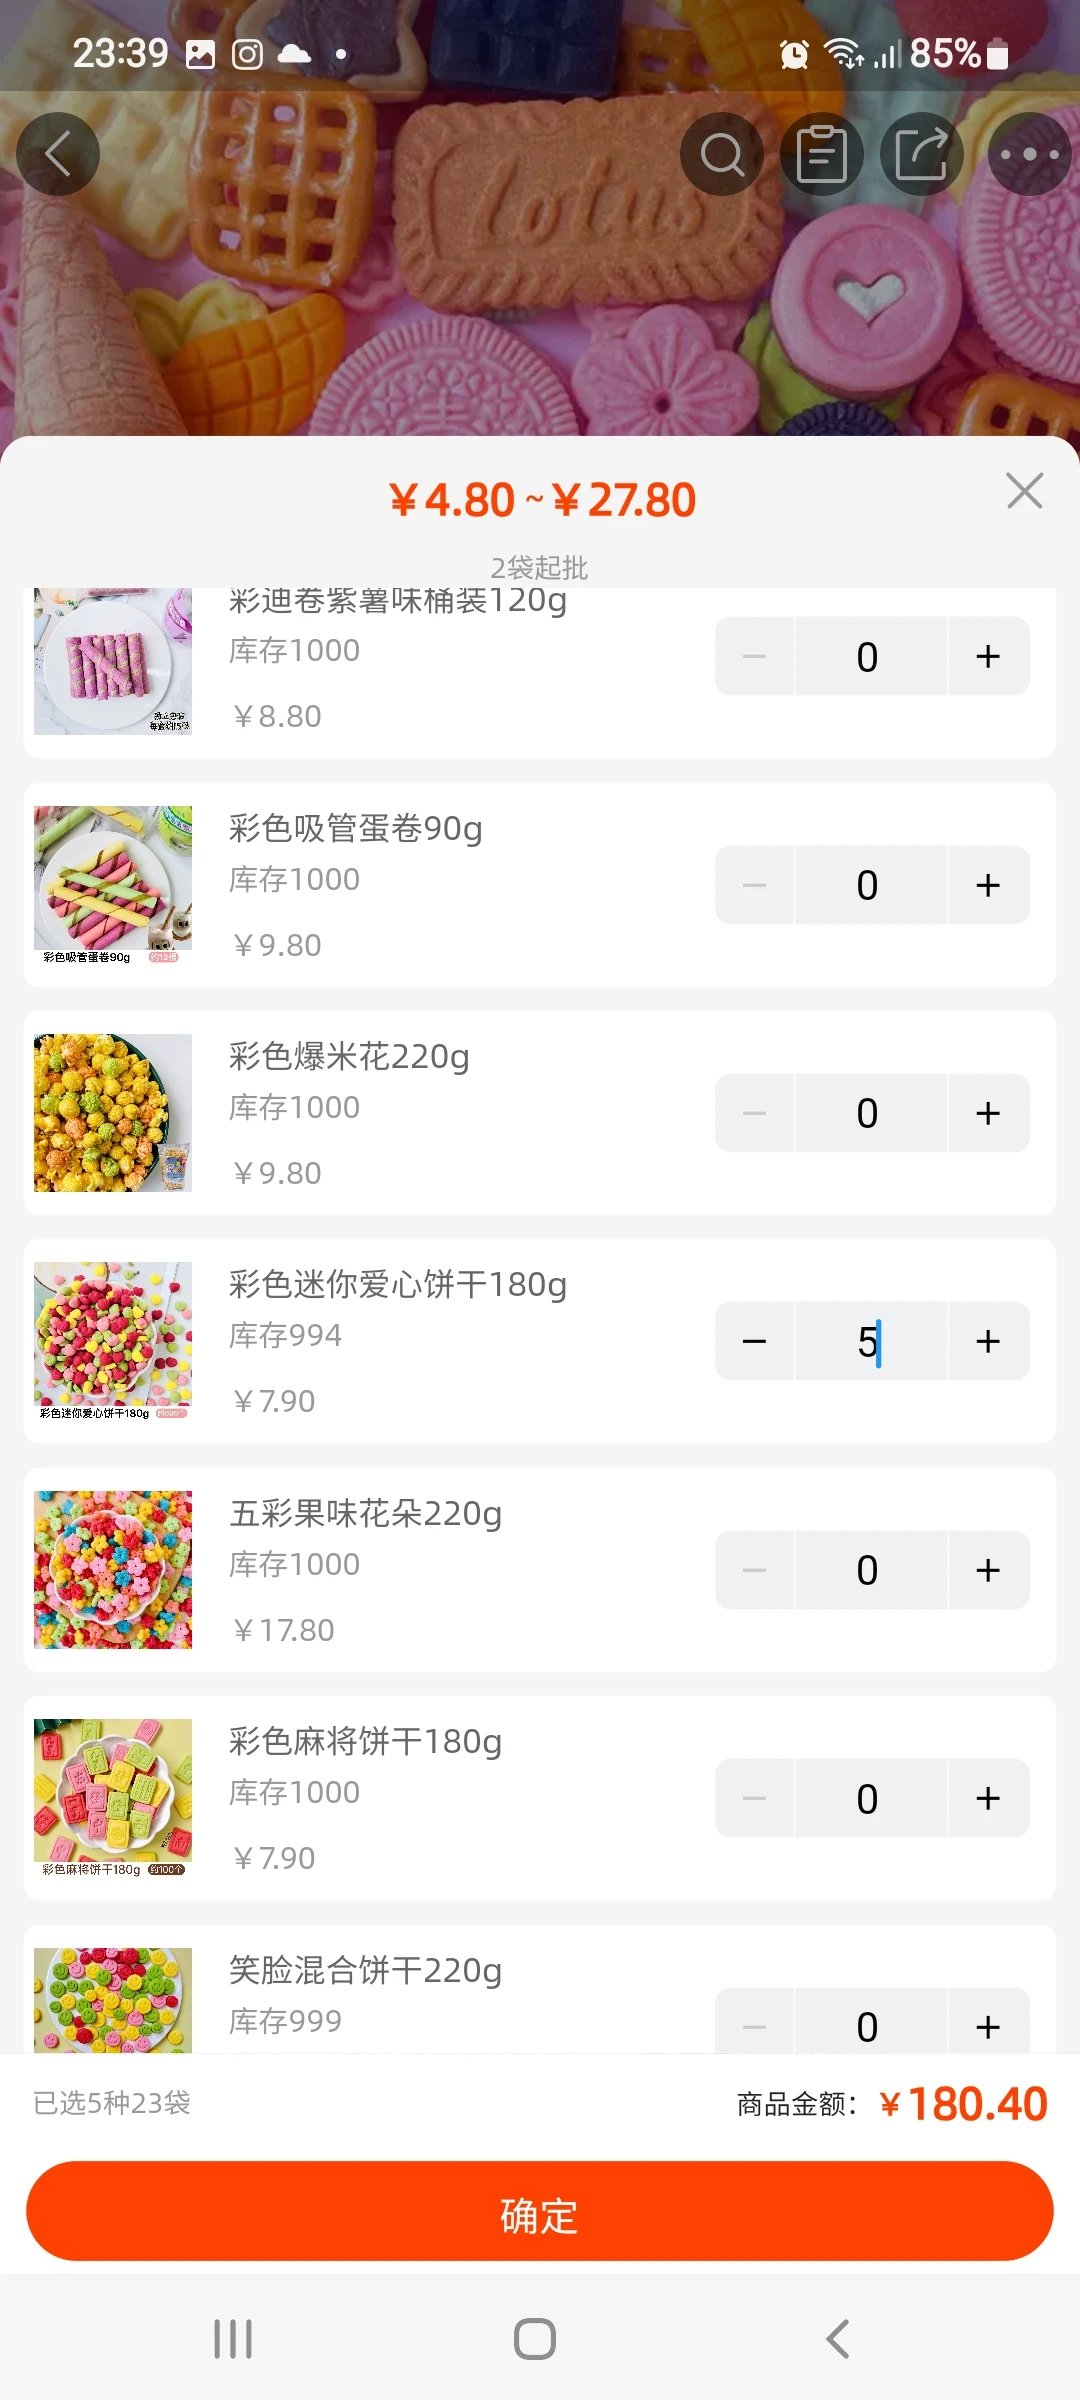 23:39
85%
Lotus
￥4.80 ~ ￥27.80
2袋起批
彩迪卷紫薯味桶装120g
库存1000
￥8.80
0
彩色吸管蛋卷90g
库存1000
￥9.80
0
彩色吸管蛋卷90g
彩色爆米花220g
库存1000
￥9.80
0
彩色迷你爱心饼干180g
库存994
￥7.90
5
彩色迷你爱心饼干180g
五彩果味花朵220g
库存1000
￥17.80
0
彩色麻将饼干180g
库存1000
￥7.90
0
彩色麻将饼干180g 约100个
笑脸混合饼干220g
库存999
0
已选5种23袋
商品金额：￥180.40
确定